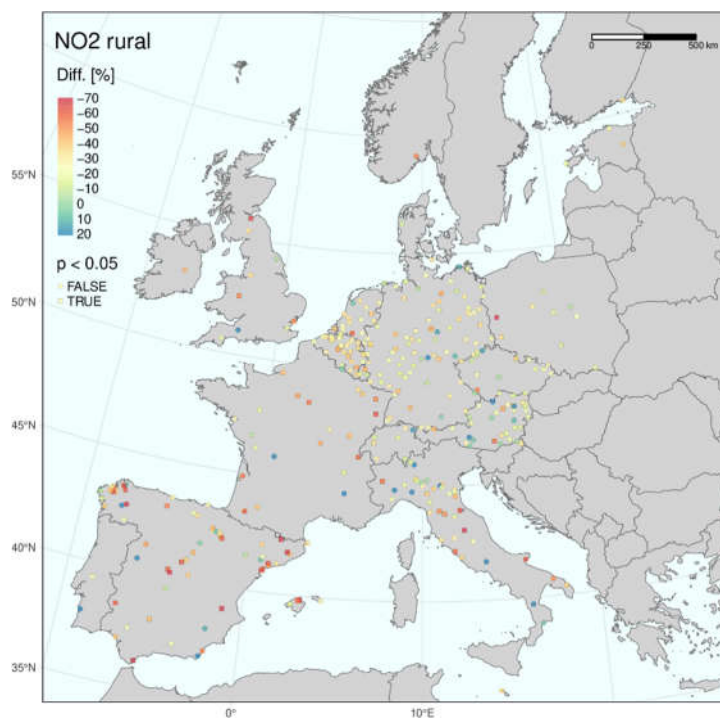 NO2 rural
0 250 500 km
Diff. [%]
−70
−60
−50
−40
−30
−20
−10
0
10
20
p < 0.05
FALSE
TRUE
55°N
50°N
45°N
40°N
35°N
0° 10°E